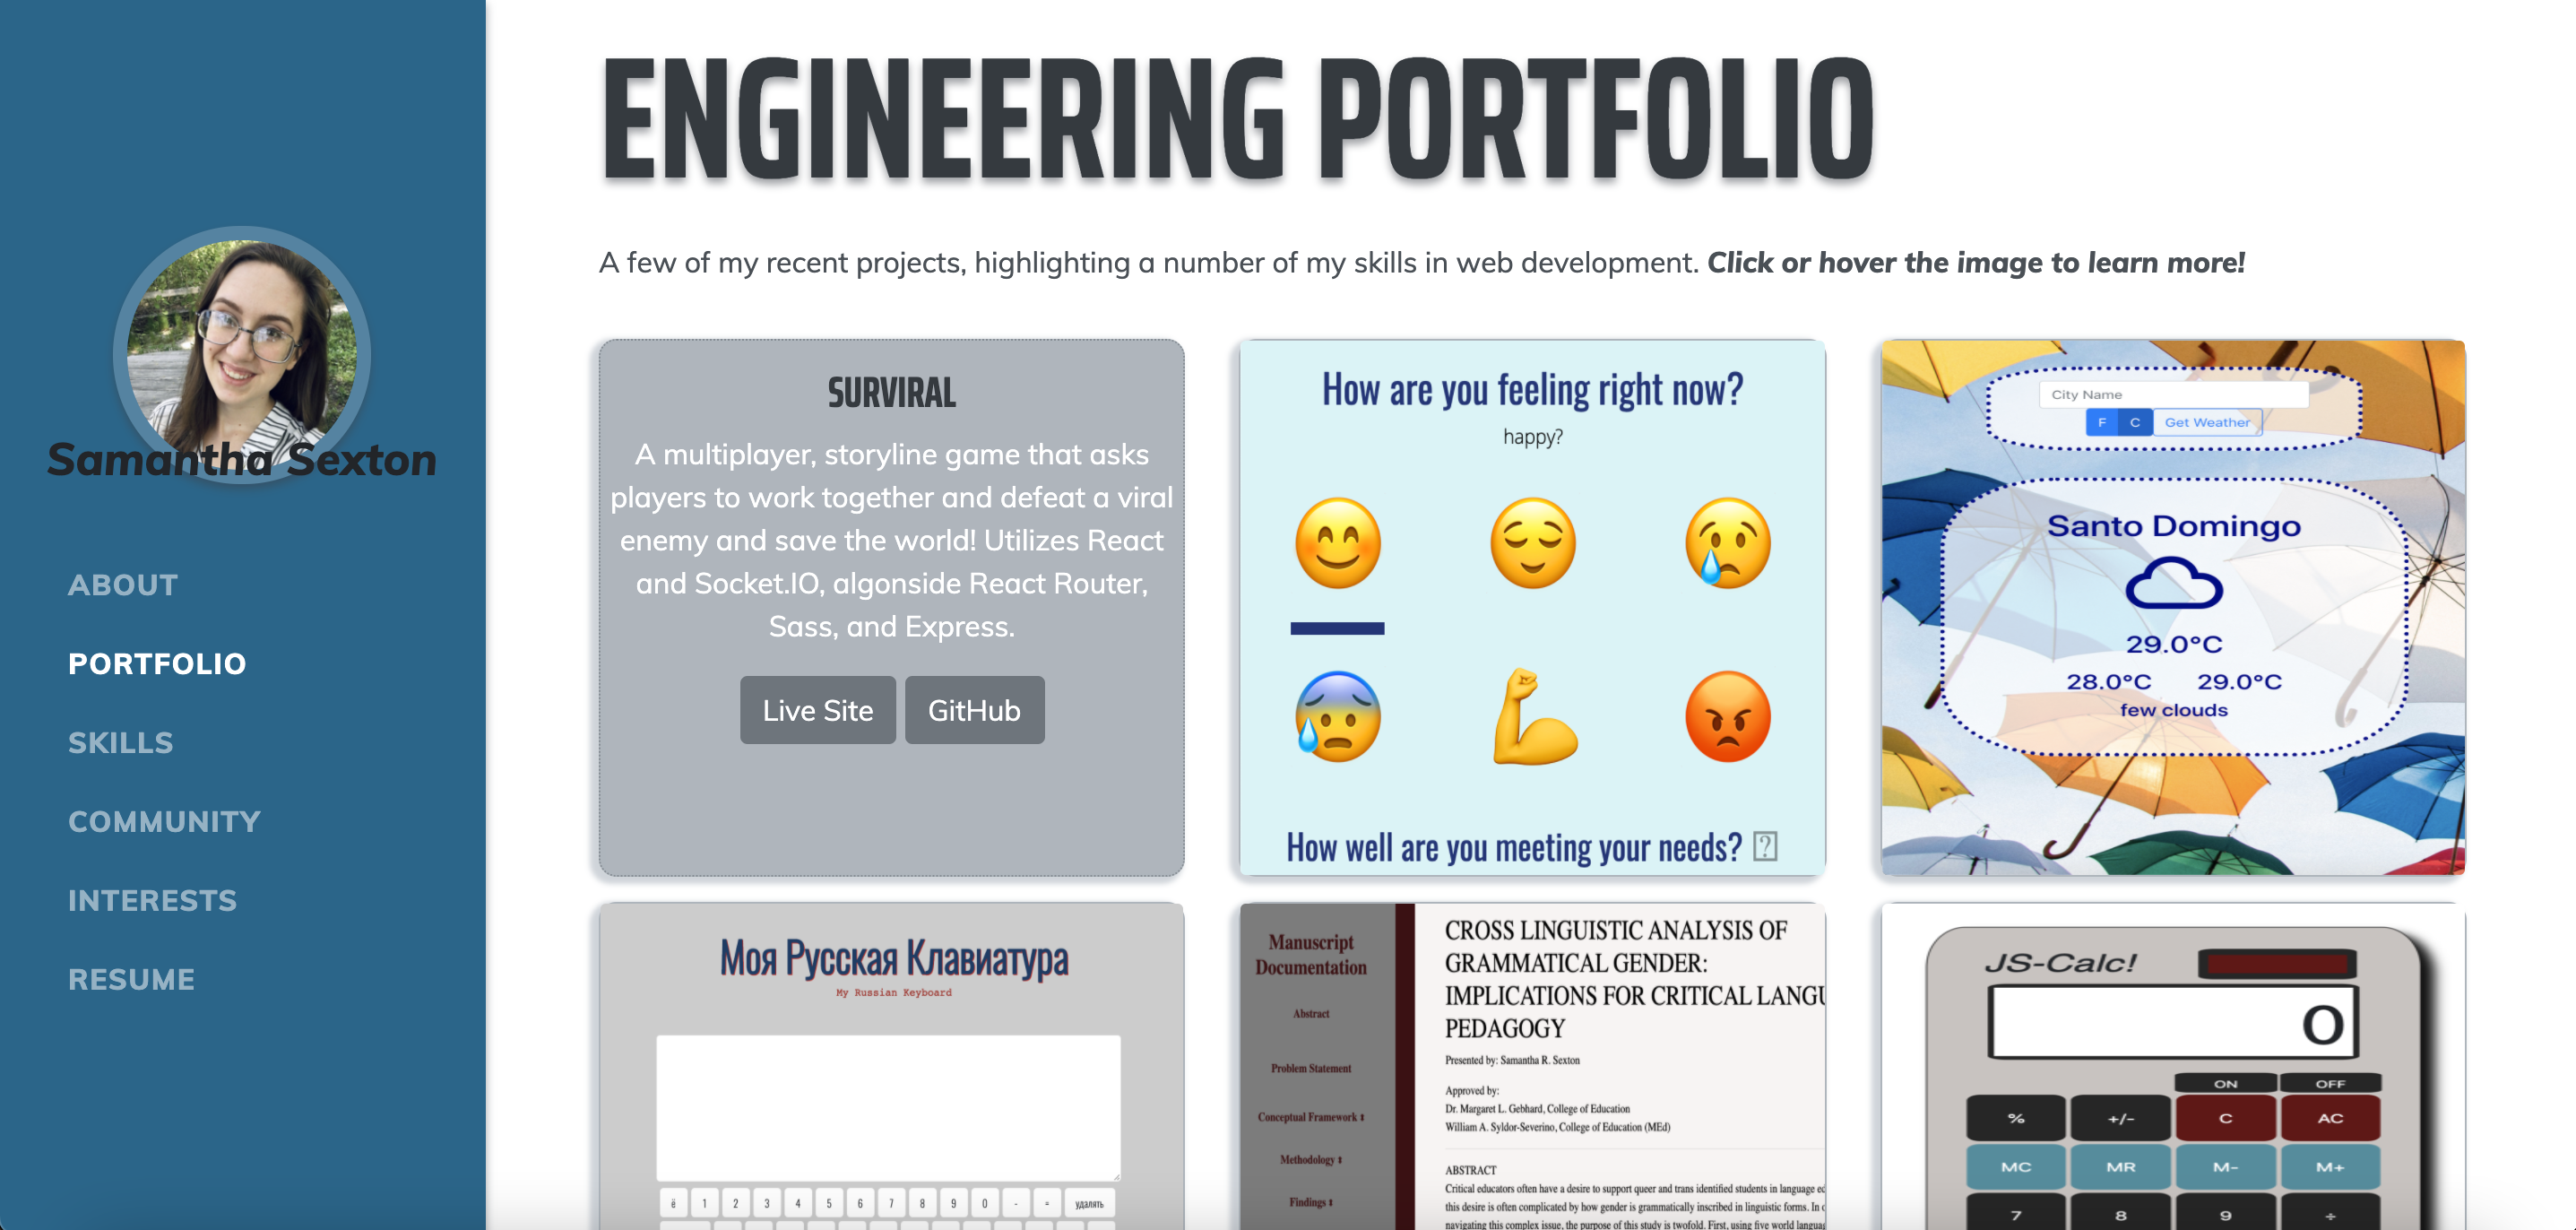 Samantha Sexton
ABOUT
PORTFOLIO
SKILLS
COMMUNITY
INTERESTS
RESUME
ENGINEERING PORTFOLIO
A few of my recent projects, highlighting a number of my skills in web development. Click or hover the image to learn more!
SURVIRAL
A multiplayer, storyline game that asks
players to work together and defeat a viral
enemy and save the world! Utilizes React
and Socket.IO, algonside React Router,
Sass, and Express.
Live Site GitHub
How are you feeling right now?
happy?
How well are you meeting your needs?
City Name
F C Get Weather
Santo Domingo
29.0°C
28.0°C 29.0°C
few clouds
Моя Русская Клавиатура
My Russian Keyboard
ё 1 2 3 4 5 6 7 8 9 0 - = удалять
Manuscript
Documentation
Abstract
Problem Statement
Conceptual Framework
Methodology
Findings
CROSS LINGUISTIC ANALYSIS OF
GRAMMATICAL GENDER:
IMPLICATIONS FOR CRITICAL LANGU
PEDAGOGY
Presented by: Samantha R. Sexton
Approved by:
Dr. Margaret L. Gebhard, College of Education
William A. Syldor-Severino, College of Education (MEd)
ABSTRACT
Critical educators often have a desire to support queer and trans identified students in language
this desire is often complicated by how gender is grammatically inscribed in linguistic forms. In
navigating this complex issue, the purpose of this study is twofold. First, using five world
JS-Calc!
0
ON OFF
% +/- C AC
MC MR M- M+
7 8 9 ÷